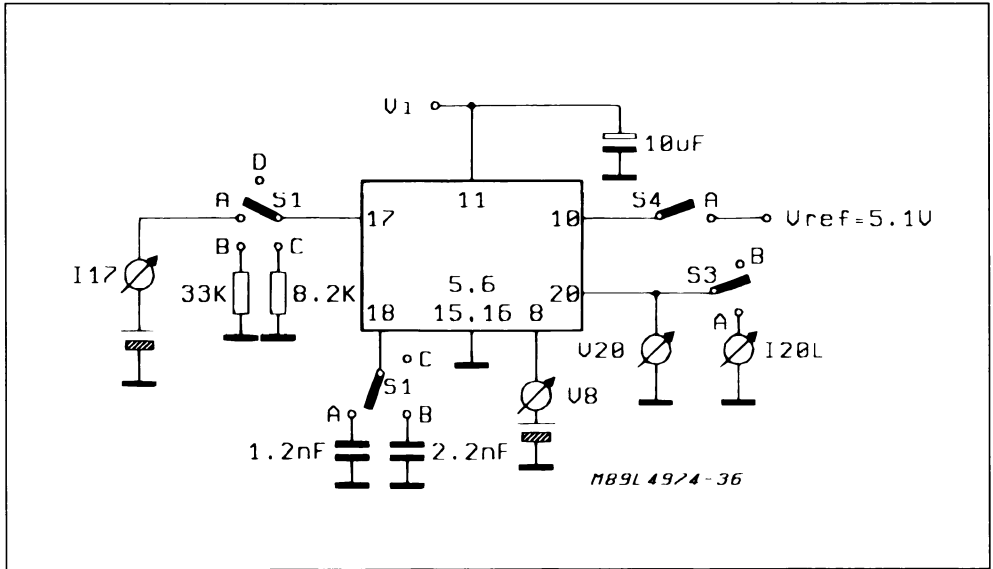 Vi
10uF
D
A
S1
B
C
I17
33K
8.2K
17
11
10
S4
A
Vref=5.1V
20
S3
B
A
5.6
15.16
8
18
V20
I20L
C
S1
A
B
1.2nF
2.2nF
V8
M89L4974-36